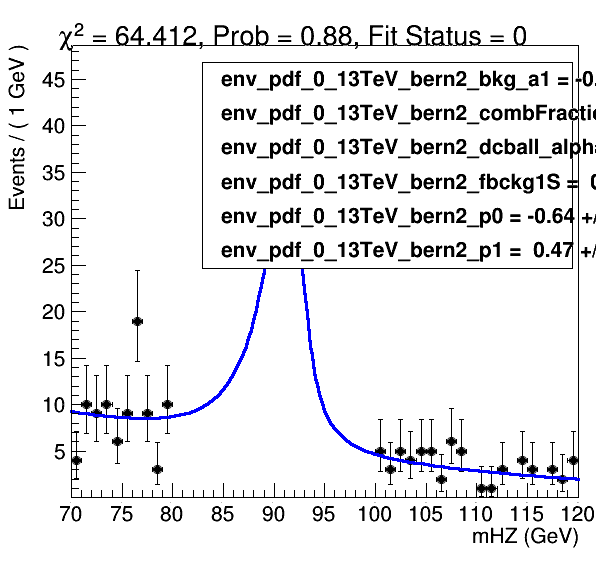 χ² = 64.412, Prob = 0.88, Fit Status = 0
env_pdf_0_13TeV_bern2_bkg_a1 = -0.
env_pdf_0_13TeV_bern2_combFractio
env_pdf_0_13TeV_bern2_dcball_alpha
env_pdf_0_13TeV_bern2_fbckg1S = 0
env_pdf_0_13TeV_bern2_p0 = -0.64 +/
env_pdf_0_13TeV_bern2_p1 = 0.47 +/
Events / ( 1 GeV )
45
40
35
30
25
20
15
10
5
70 75 80 85 90 95 100 105 110 115 120
mHZ (GeV)